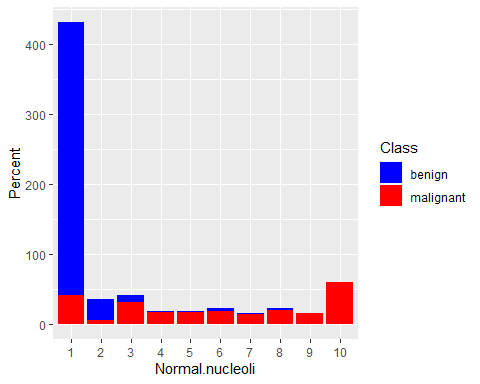 400
300
200
100
0
Percent
1 2 3 4 5 6 7 8 9 10
Normal.nucleoli
Class
benign
malignant